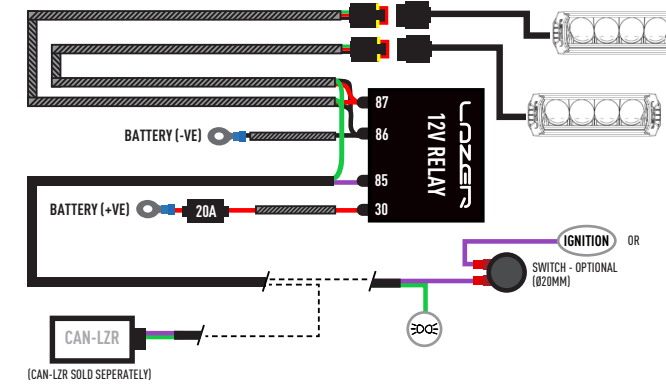 87
86
85
30
LAZER
12V RELAY
BATTERY (-VE)
BATTERY (+VE)
20A
IGNITION
OR
SWITCH - OPTIONAL
(Ø20MM)
CAN-LZR
(CAN-LZR SOLD SEPERATELY)